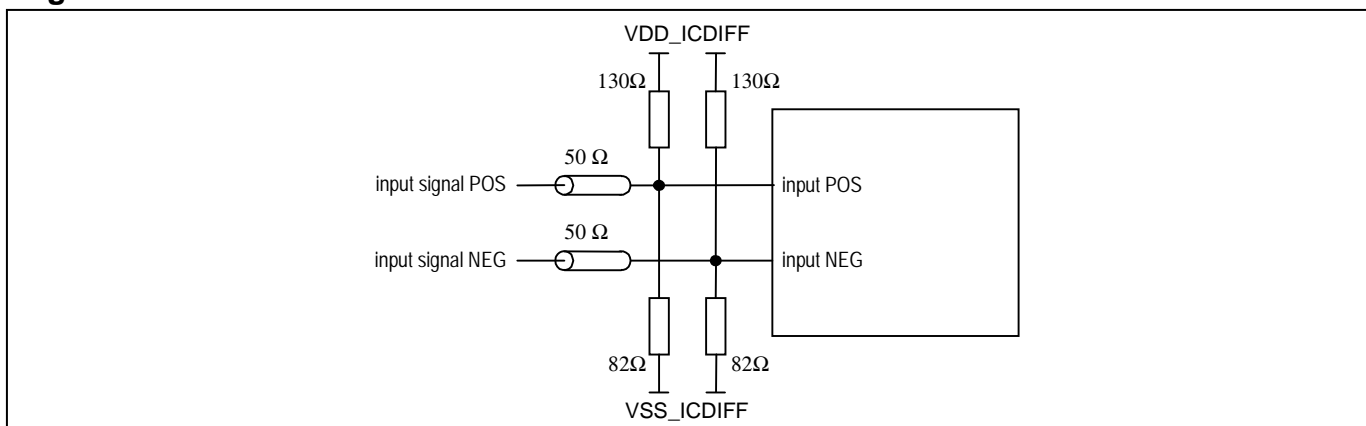 VDD_ICDIFF
130Ω 130Ω
50 Ω
input signal POS input POS
50 Ω
input signal NEG input NEG
82Ω 82Ω
VSS_ICDIFF